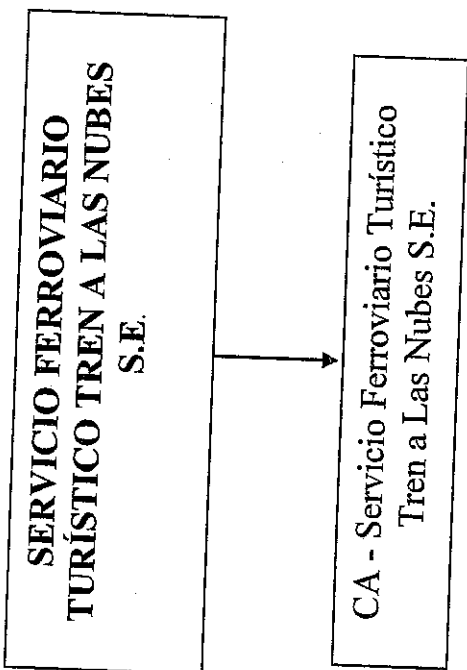 SERVICIO FERROVIARIO
TURÍSTICO TREN A LAS NUBES
S.E.
CA - Servicio Ferroviario Turístico
Tren a Las Nubes S.E.